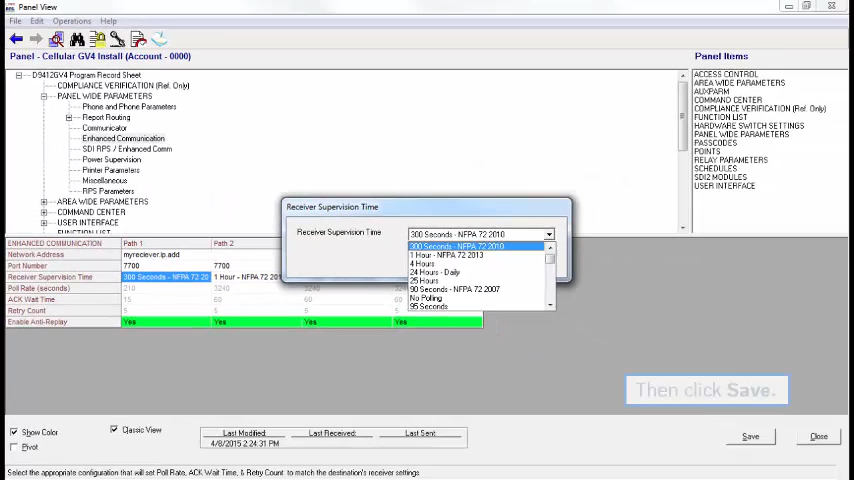 Panel View
File Edit Operations Help
Panel - Cellular GV4 Install (Account - 0000)
Panel Items
D9412GV4 Program Record Sheet
COMPLIANCE VERIFICATION (Ref. Only)
PANEL WIDE PARAMETERS
Phone and Phone Parameters
Report Routing
Communicator
Enhanced Communication
SDI RPS / Enhanced Comm
Power Supervision
Printer Parameters
Miscellaneous
RPS Parameters
AREA WIDE PARAMETERS
COMMAND CENTER
USER INTERFACE
FUNCTION LIST
ACCESS CONTROL
AREA WIDE PARAMETERS
AUXPARM
COMMAND CENTER
COMPLIANCE VERIFICATION (Ref. Only)
FUNCTION LIST
HARDWARE SWITCH SETTINGS
PANEL WIDE PARAMETERS
PASSCODES
POINTS
RELAY PARAMETERS
SCHEDULES
SDI2 MODULES
USER INTERFACE
Receiver Supervision Time
Receiver Supervision Time 300 Seconds - NFPA 72 2010
300 Seconds - NFPA 72 2010
1 Hour - NFPA 72 2013
4 Hours
24 Hours - Daily
25 Hours
90 Seconds - NFPA 72 2007
No Polling
95 Seconds
ENHANCED COMMUNICATION Path 1 Path 2
Network Address myreciever.ip.add
Port Number 7700 7700
Receiver Supervision Time 300 Seconds - NFPA 72 20 1 Hour - NFPA 72 201
Poll Rate (seconds) 210 3240 3240 3240
ACK Wait Time 15 60 60 60
Retry Count 5 5 5 5
Enable Anti-Replay Yes Yes Yes Yes
Then click Save.
Show Color
Pivot
Classic View
Last Modified: Last Received: Last Sent:
4/8/2015 2:24:31 PM
Save Close
Select the appropriate configuration that will set Poll Rate, ACK Wait Time, & Retry Count to match the destination's receiver settings